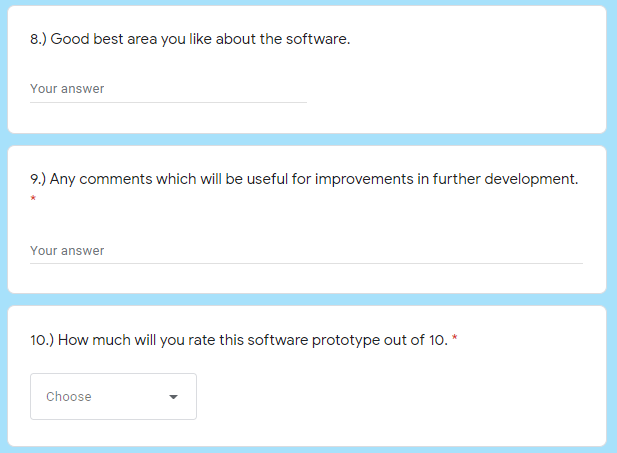 8.) Good best area you like about the software.
Your answer
9.) Any comments which will be useful for improvements in further development.
*
Your answer
10.) How much will you rate this software prototype out of 10. *
Choose